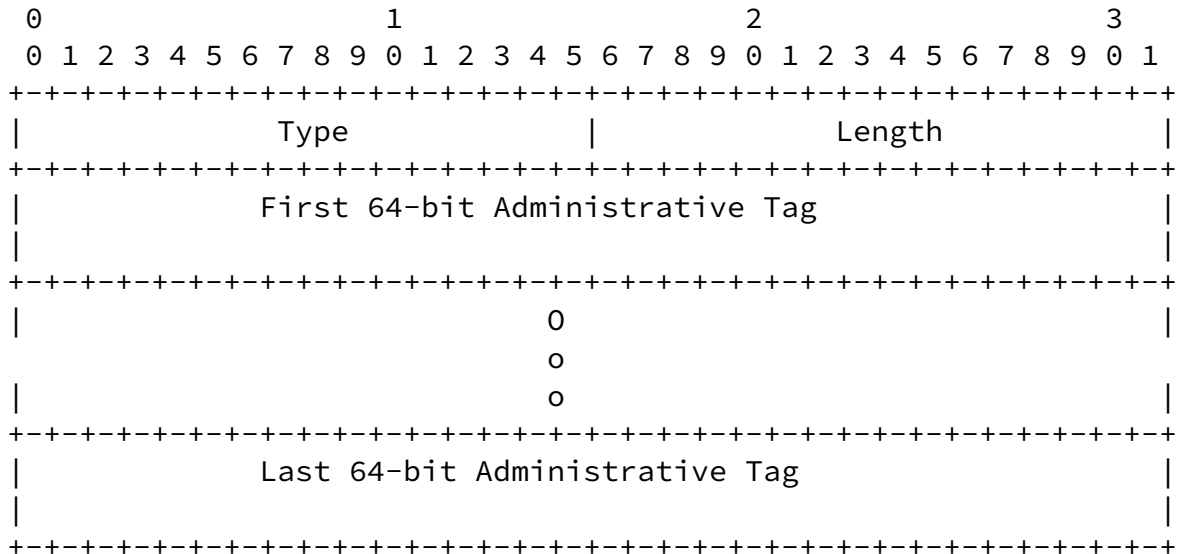 0                   1                   2                   3
 0 1 2 3 4 5 6 7 8 9 0 1 2 3 4 5 6 7 8 9 0 1 2 3 4 5 6 7 8 9 0 1
+-+-+-+-+-+-+-+-+-+-+-+-+-+-+-+-+-+-+-+-+-+-+-+-+-+-+-+-+-+-+-+-+
|              Type             |             Length            |
+-+-+-+-+-+-+-+-+-+-+-+-+-+-+-+-+-+-+-+-+-+-+-+-+-+-+-+-+-+-+-+-+
|             First 64-bit Administrative Tag                   |
|                                                               |
+-+-+-+-+-+-+-+-+-+-+-+-+-+-+-+-+-+-+-+-+-+-+-+-+-+-+-+-+-+-+-+-+
|                             O                                 |
                              o
|                             o                                 |
+-+-+-+-+-+-+-+-+-+-+-+-+-+-+-+-+-+-+-+-+-+-+-+-+-+-+-+-+-+-+-+-+
|             Last 64-bit Administrative Tag                    |
|                                                               |
+-+-+-+-+-+-+-+-+-+-+-+-+-+-+-+-+-+-+-+-+-+-+-+-+-+-+-+-+-+-+-+-+